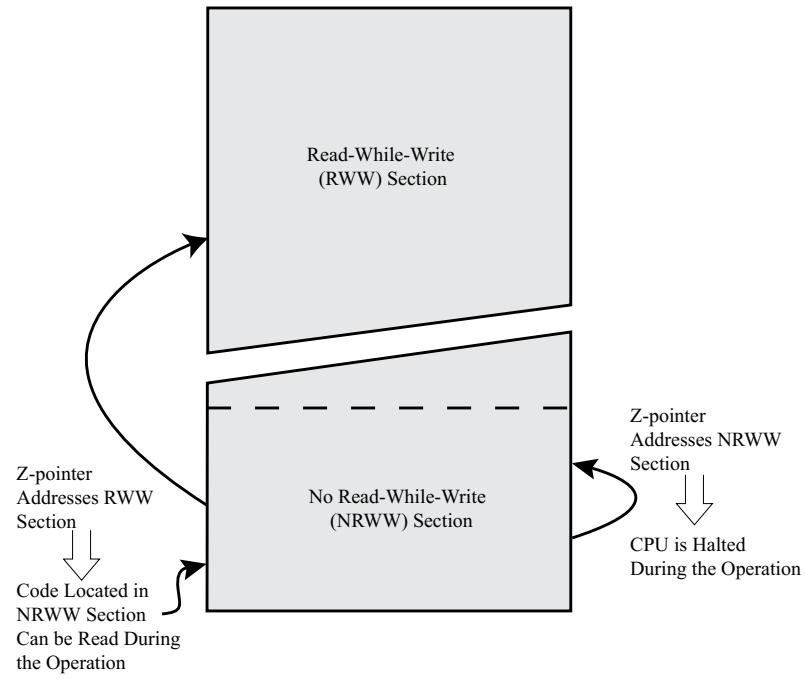 Read-While-Write
(RWW) Section
Z-pointer
Addresses RWW
Section
Code Located in
NRWW Section
Can be Read During
the Operation
No Read-While-Write
(NRWW) Section
Z-pointer
Addresses NRWW
Section
CPU is Halted
During the Operation